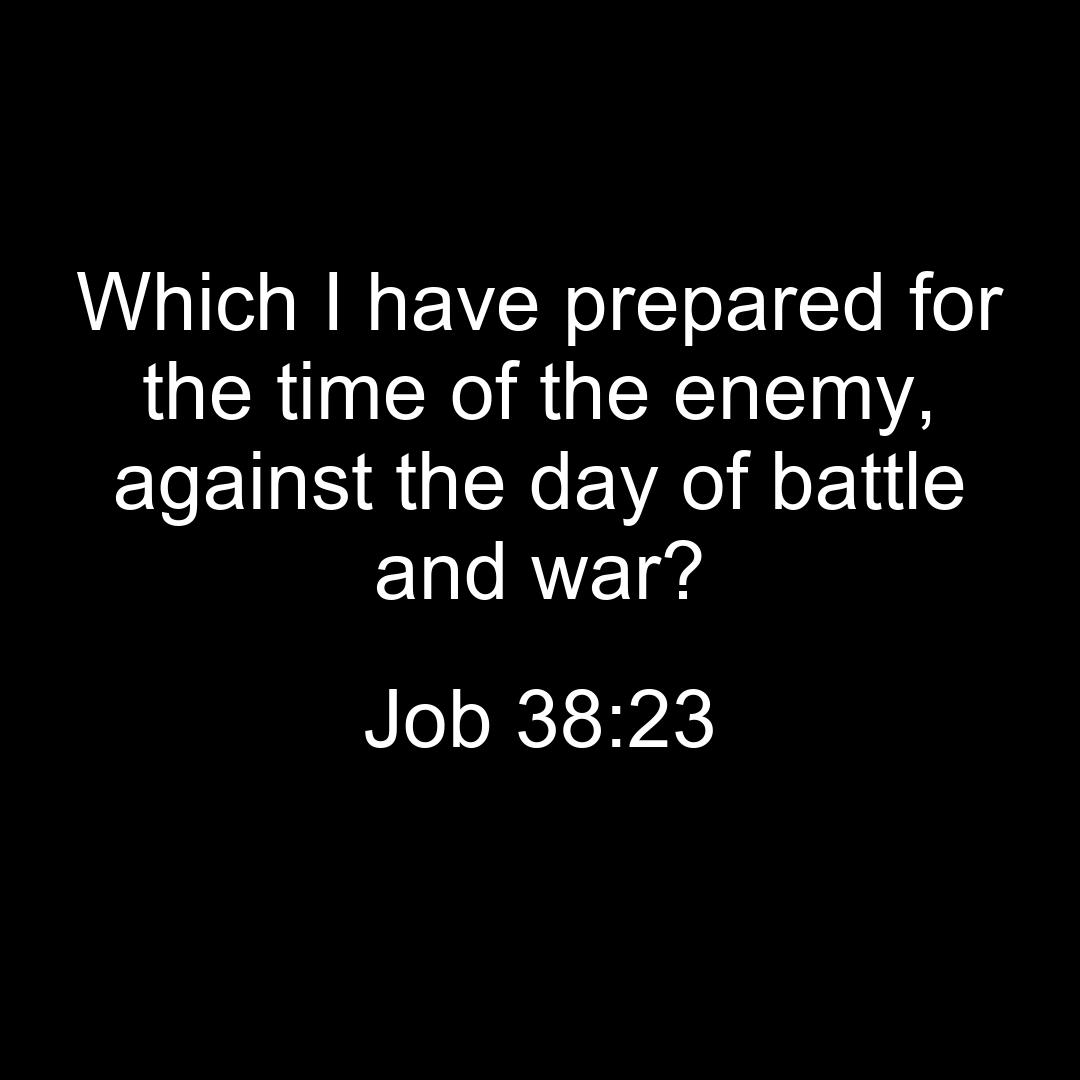 Which I have prepared for
the time of the enemy,
against the day of battle
and war?
Job 38:23